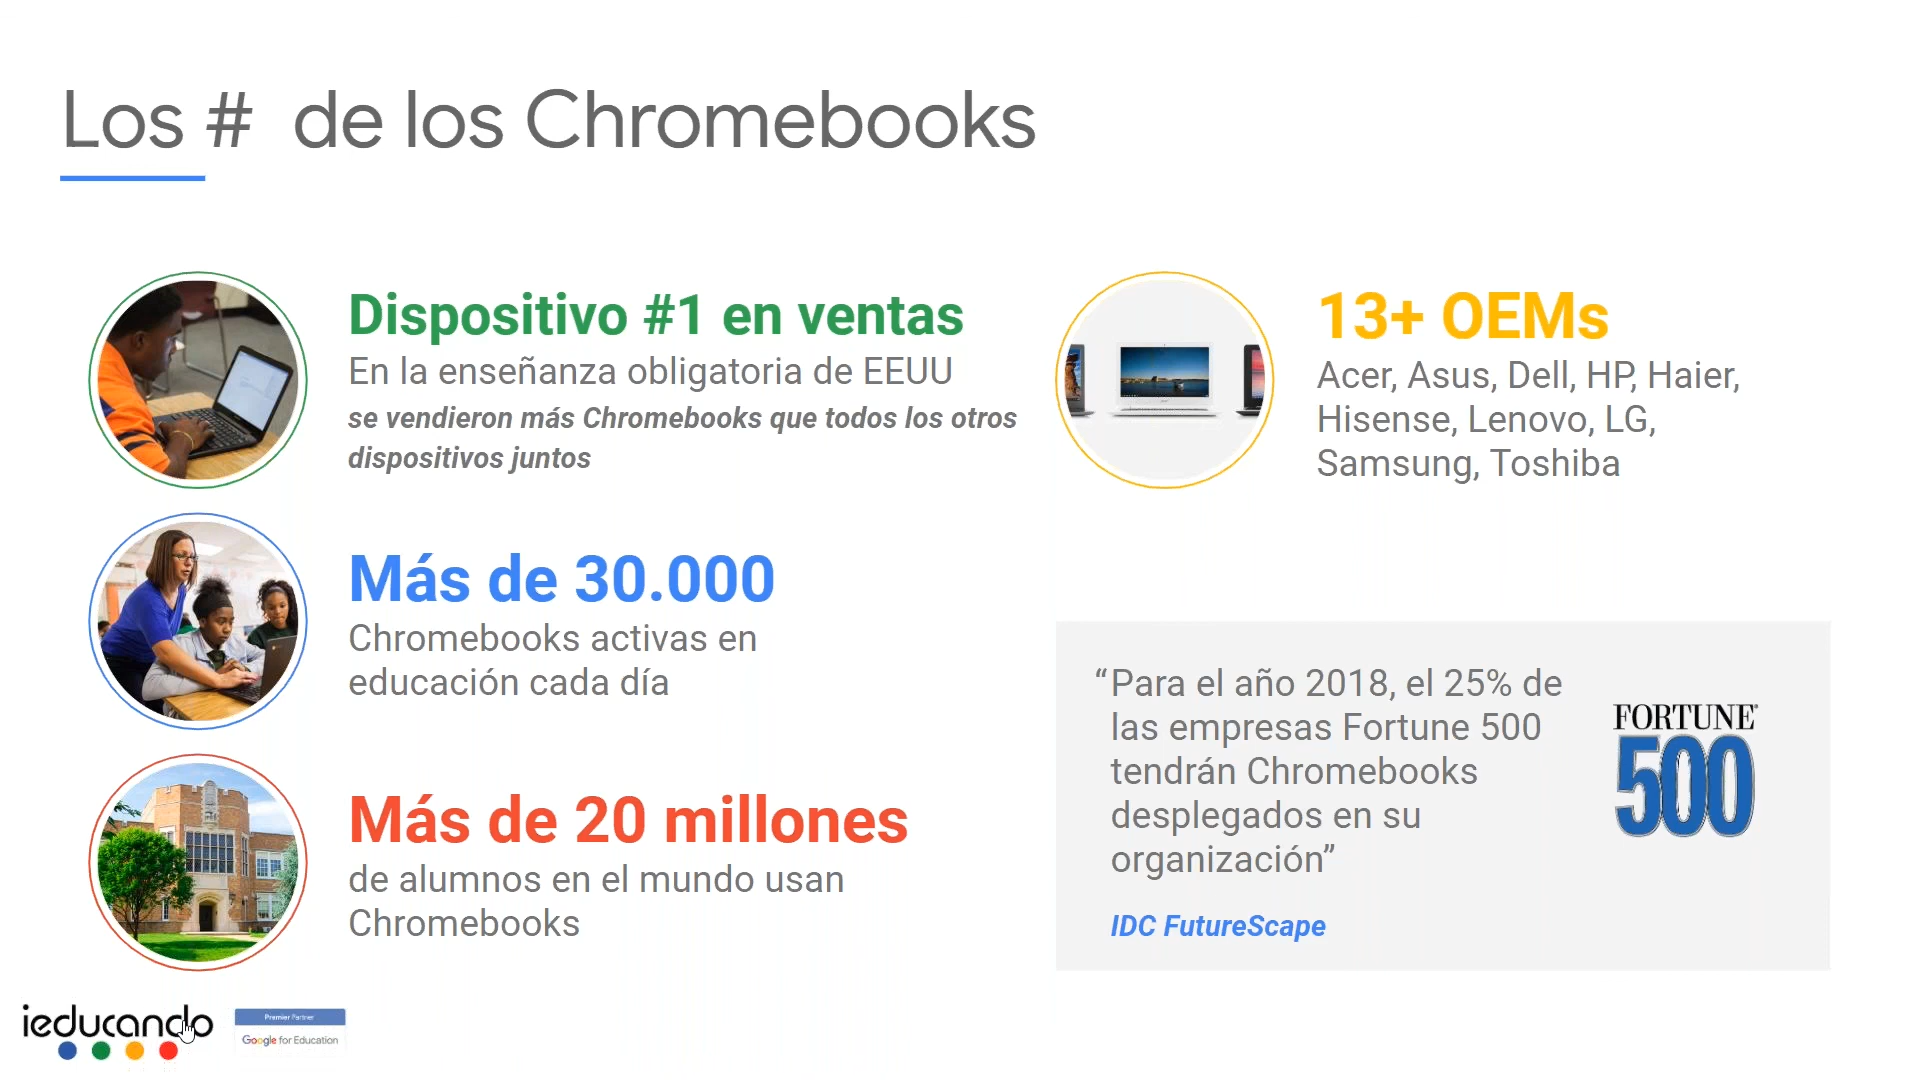 Los # de los Chromebooks
Dispositivo #1 en ventas
En la enseñanza obligatoria de EEUU
se vendieron más Chromebooks que todos los otros
dispositivos juntos
Más de 30.000
Chromebooks activas en
educación cada día
Más de 20 millones
de alumnos en el mundo usan
Chromebooks
13+ OEMs
Acer, Asus, Dell, HP, Haier,
Hisense, Lenovo, LG,
Samsung, Toshiba
“Para el año 2018, el 25% de
las empresas Fortune 500
tendrán Chromebooks
desplegados en su
organización”
IDC FutureScape
FORTUNE
500
ieducando
Premier Partner
Google for Education